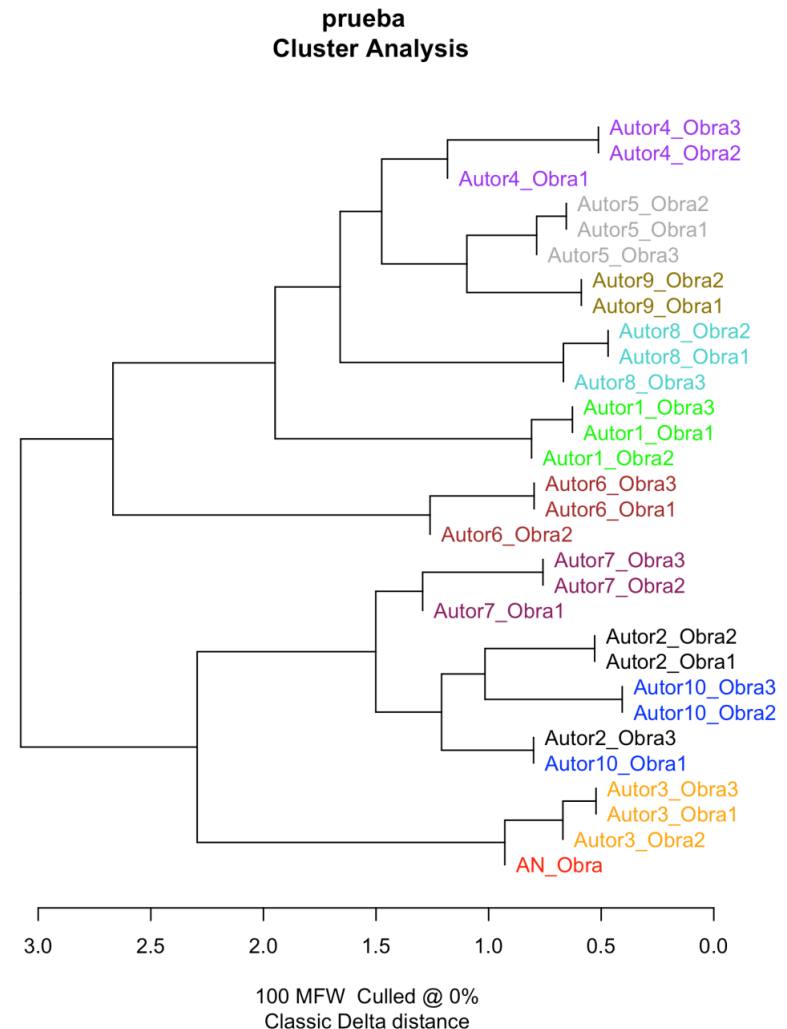 prueba
Cluster Analysis
Autor4_Obra3
Autor4_Obra2
Autor4_Obra1
Autor5_Obra2
Autor5_Obra1
Autor5_Obra3
Autor9_Obra2
Autor9_Obra1
Autor8_Obra2
Autor8_Obra1
Autor8_Obra3
Autor1_Obra3
Autor1_Obra1
Autor1_Obra2
Autor6_Obra3
Autor6_Obra1
Autor6_Obra2
Autor7_Obra3
Autor7_Obra2
Autor7_Obra1
Autor2_Obra2
Autor2_Obra1
Autor10_Obra3
Autor10_Obra2
Autor2_Obra3
Autor10_Obra1
Autor3_Obra3
Autor3_Obra1
Autor3_Obra2
AN_Obra
3.0 2.5 2.0 1.5 1.0 0.5 0.0
100 MFW Culled @ 0%
Classic Delta distance